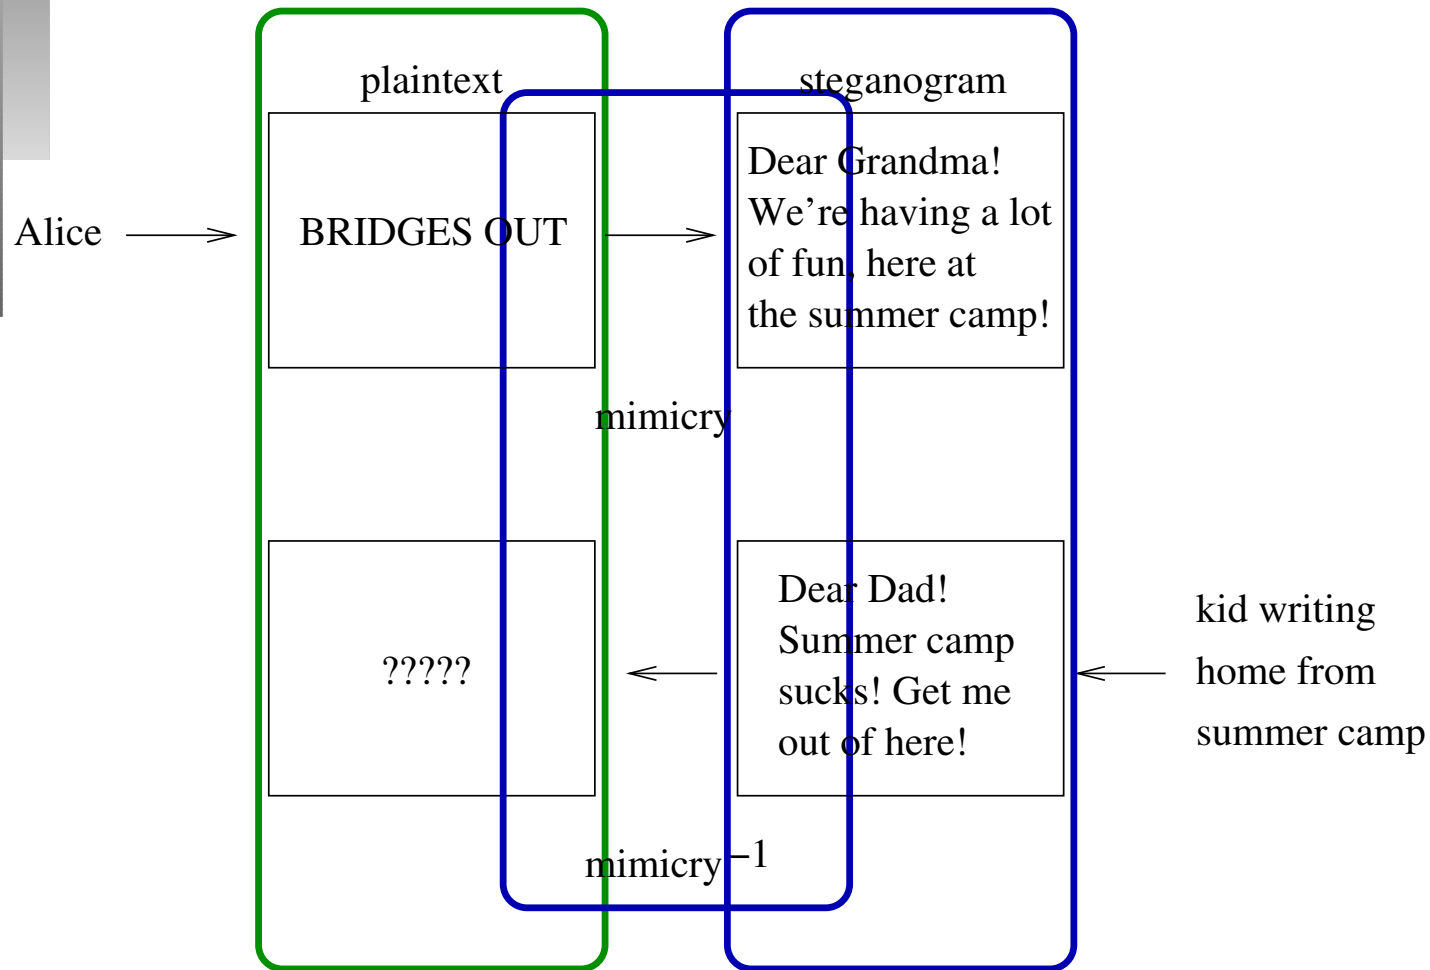 plaintext
steganogram
Alice
BRIDGES OUT
Dear Grandma!
We're having a lot
of fun, here at
the summer camp!
mimicry
?????
Dear Dad!
Summer camp
sucks! Get me
out of here!
kid writing
home from
summer camp
mimicry−1